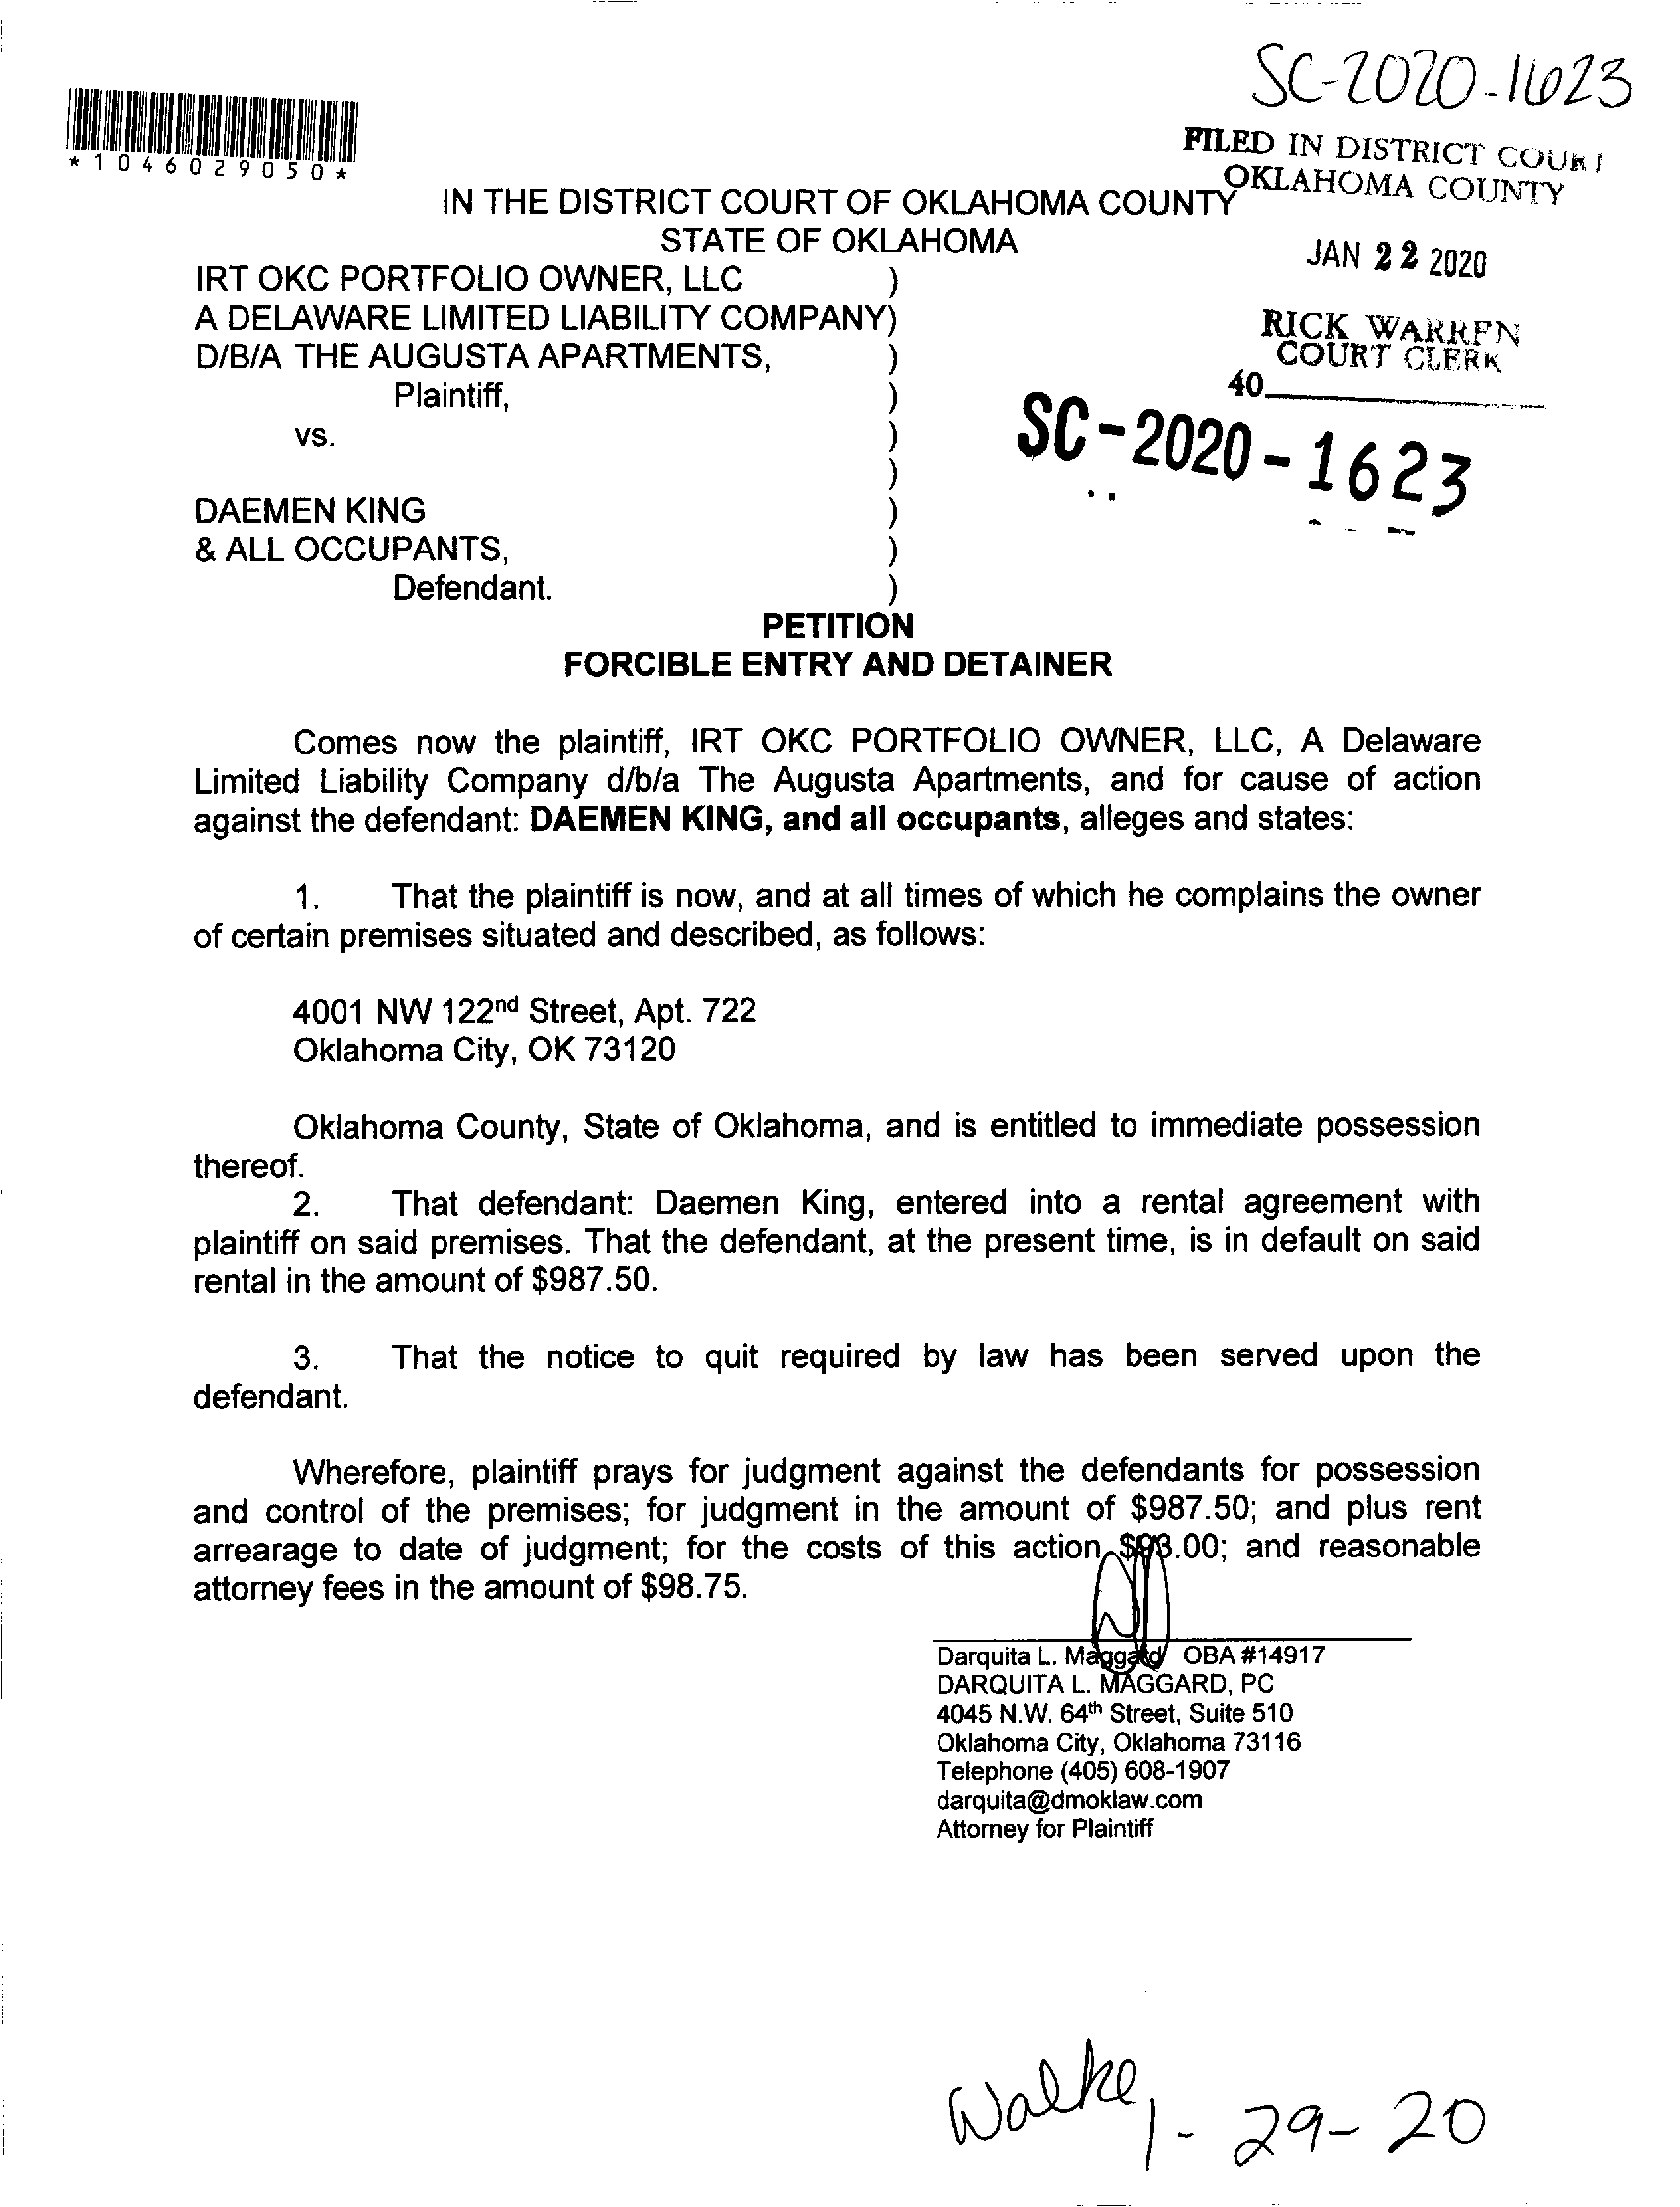 SC-2020-1623
*1046029050*
FILED IN DISTRICT COURT
OKLAHOMA COUNTY
IN THE DISTRICT COURT OF OKLAHOMA COUNTY
STATE OF OKLAHOMA
JAN 22 2020
IRT OKC PORTFOLIO OWNER, LLC )
A DELAWARE LIMITED LIABILITY COMPANY)
RICK WARREN
COURT CLERK
D/B/A THE AUGUSTA APARTMENTS, )
40
Plaintiff, )
SC-2020-1623
vs. )
)
DAEMEN KING )
& ALL OCCUPANTS, )
Defendant. )
PETITION
FORCIBLE ENTRY AND DETAINER
Comes now the plaintiff, IRT OKC PORTFOLIO OWNER, LLC, A Delaware
Limited Liability Company d/b/a The Augusta Apartments, and for cause of action
against the defendant: DAEMEN KING, and all occupants, alleges and states:
1. That the plaintiff is now, and at all times of which he complains the owner
of certain premises situated and described, as follows:
4001 NW 122nd Street, Apt. 722
Oklahoma City, OK 73120
Oklahoma County, State of Oklahoma, and is entitled to immediate possession
thereof.
2. That defendant: Daemen King, entered into a rental agreement with
plaintiff on said premises. That the defendant, at the present time, is in default on said
rental in the amount of $987.50.
3. That the notice to quit required by law has been served upon the
defendant.
Wherefore, plaintiff prays for judgment against the defendants for possession
and control of the premises; for judgment in the amount of $987.50; and plus rent
arrearage to date of judgment; for the costs of this action, $93.00; and reasonable
attorney fees in the amount of $98.75.
Darquita L. Maggard OBA #14917
DARQUITA L. MAGGARD, PC
4045 N.W. 64th Street, Suite 510
Oklahoma City, Oklahoma 73116
Telephone (405) 608-1907
darquita@dmoklaw.com
Attorney for Plaintiff
Walke, 1-29-20